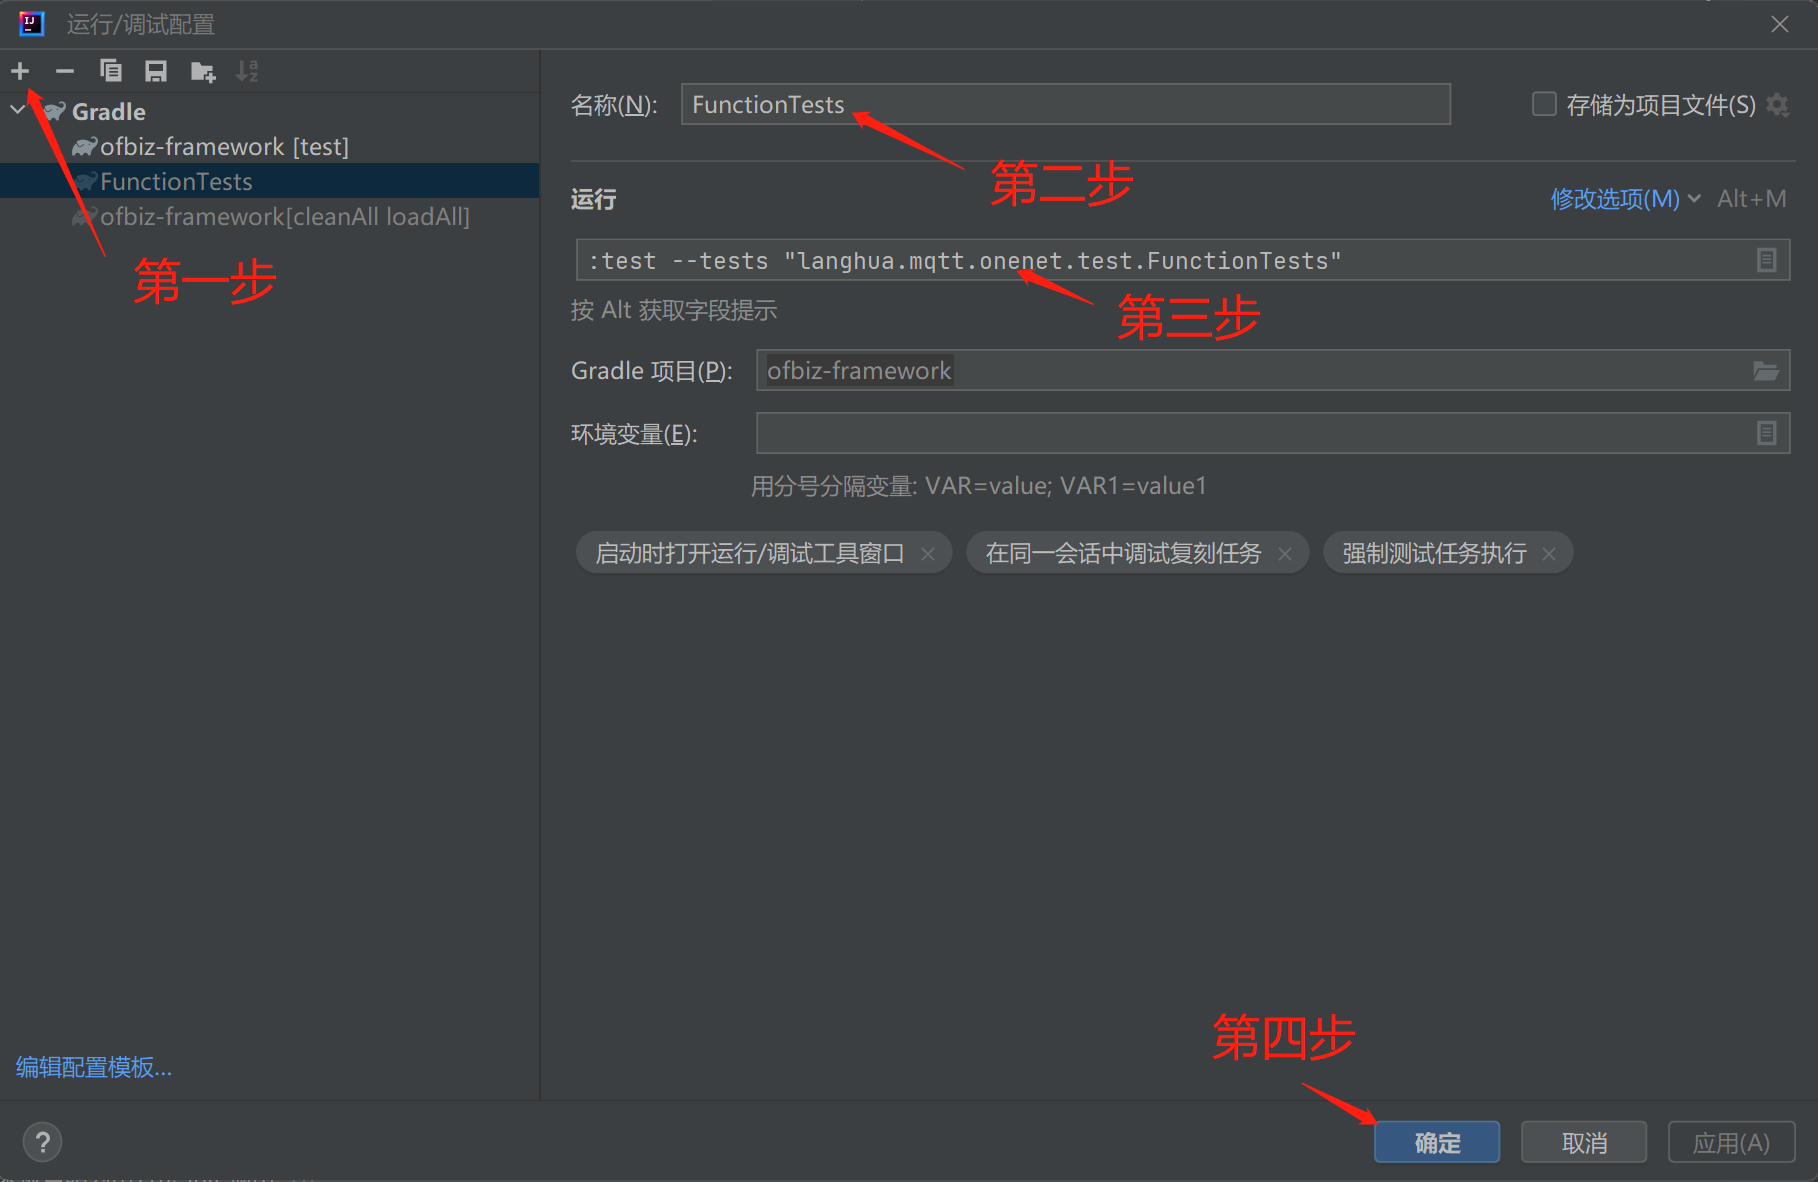 运行/调试配置
Gradle
ofbiz-framework [test]
FunctionTests
ofbiz-framework[cleanAll loadAll]
第一步
名称(N):
FunctionTests
存储为项目文件(S)
第二步
运行
修改选项(M)
Alt+M
:test --tests "langhua.mqtt.onenet.test.FunctionTests"
按 Alt 获取字段提示
第三步
Gradle 项目(P):
ofbiz-framework
环境变量(E):
用分号分隔变量: VAR=value; VAR1=value1
启动时打开运行/调试工具窗口
在同一会话中调试复刻任务
强制测试任务执行
第四步
编辑配置模板...
?
确定
取消
应用(A)